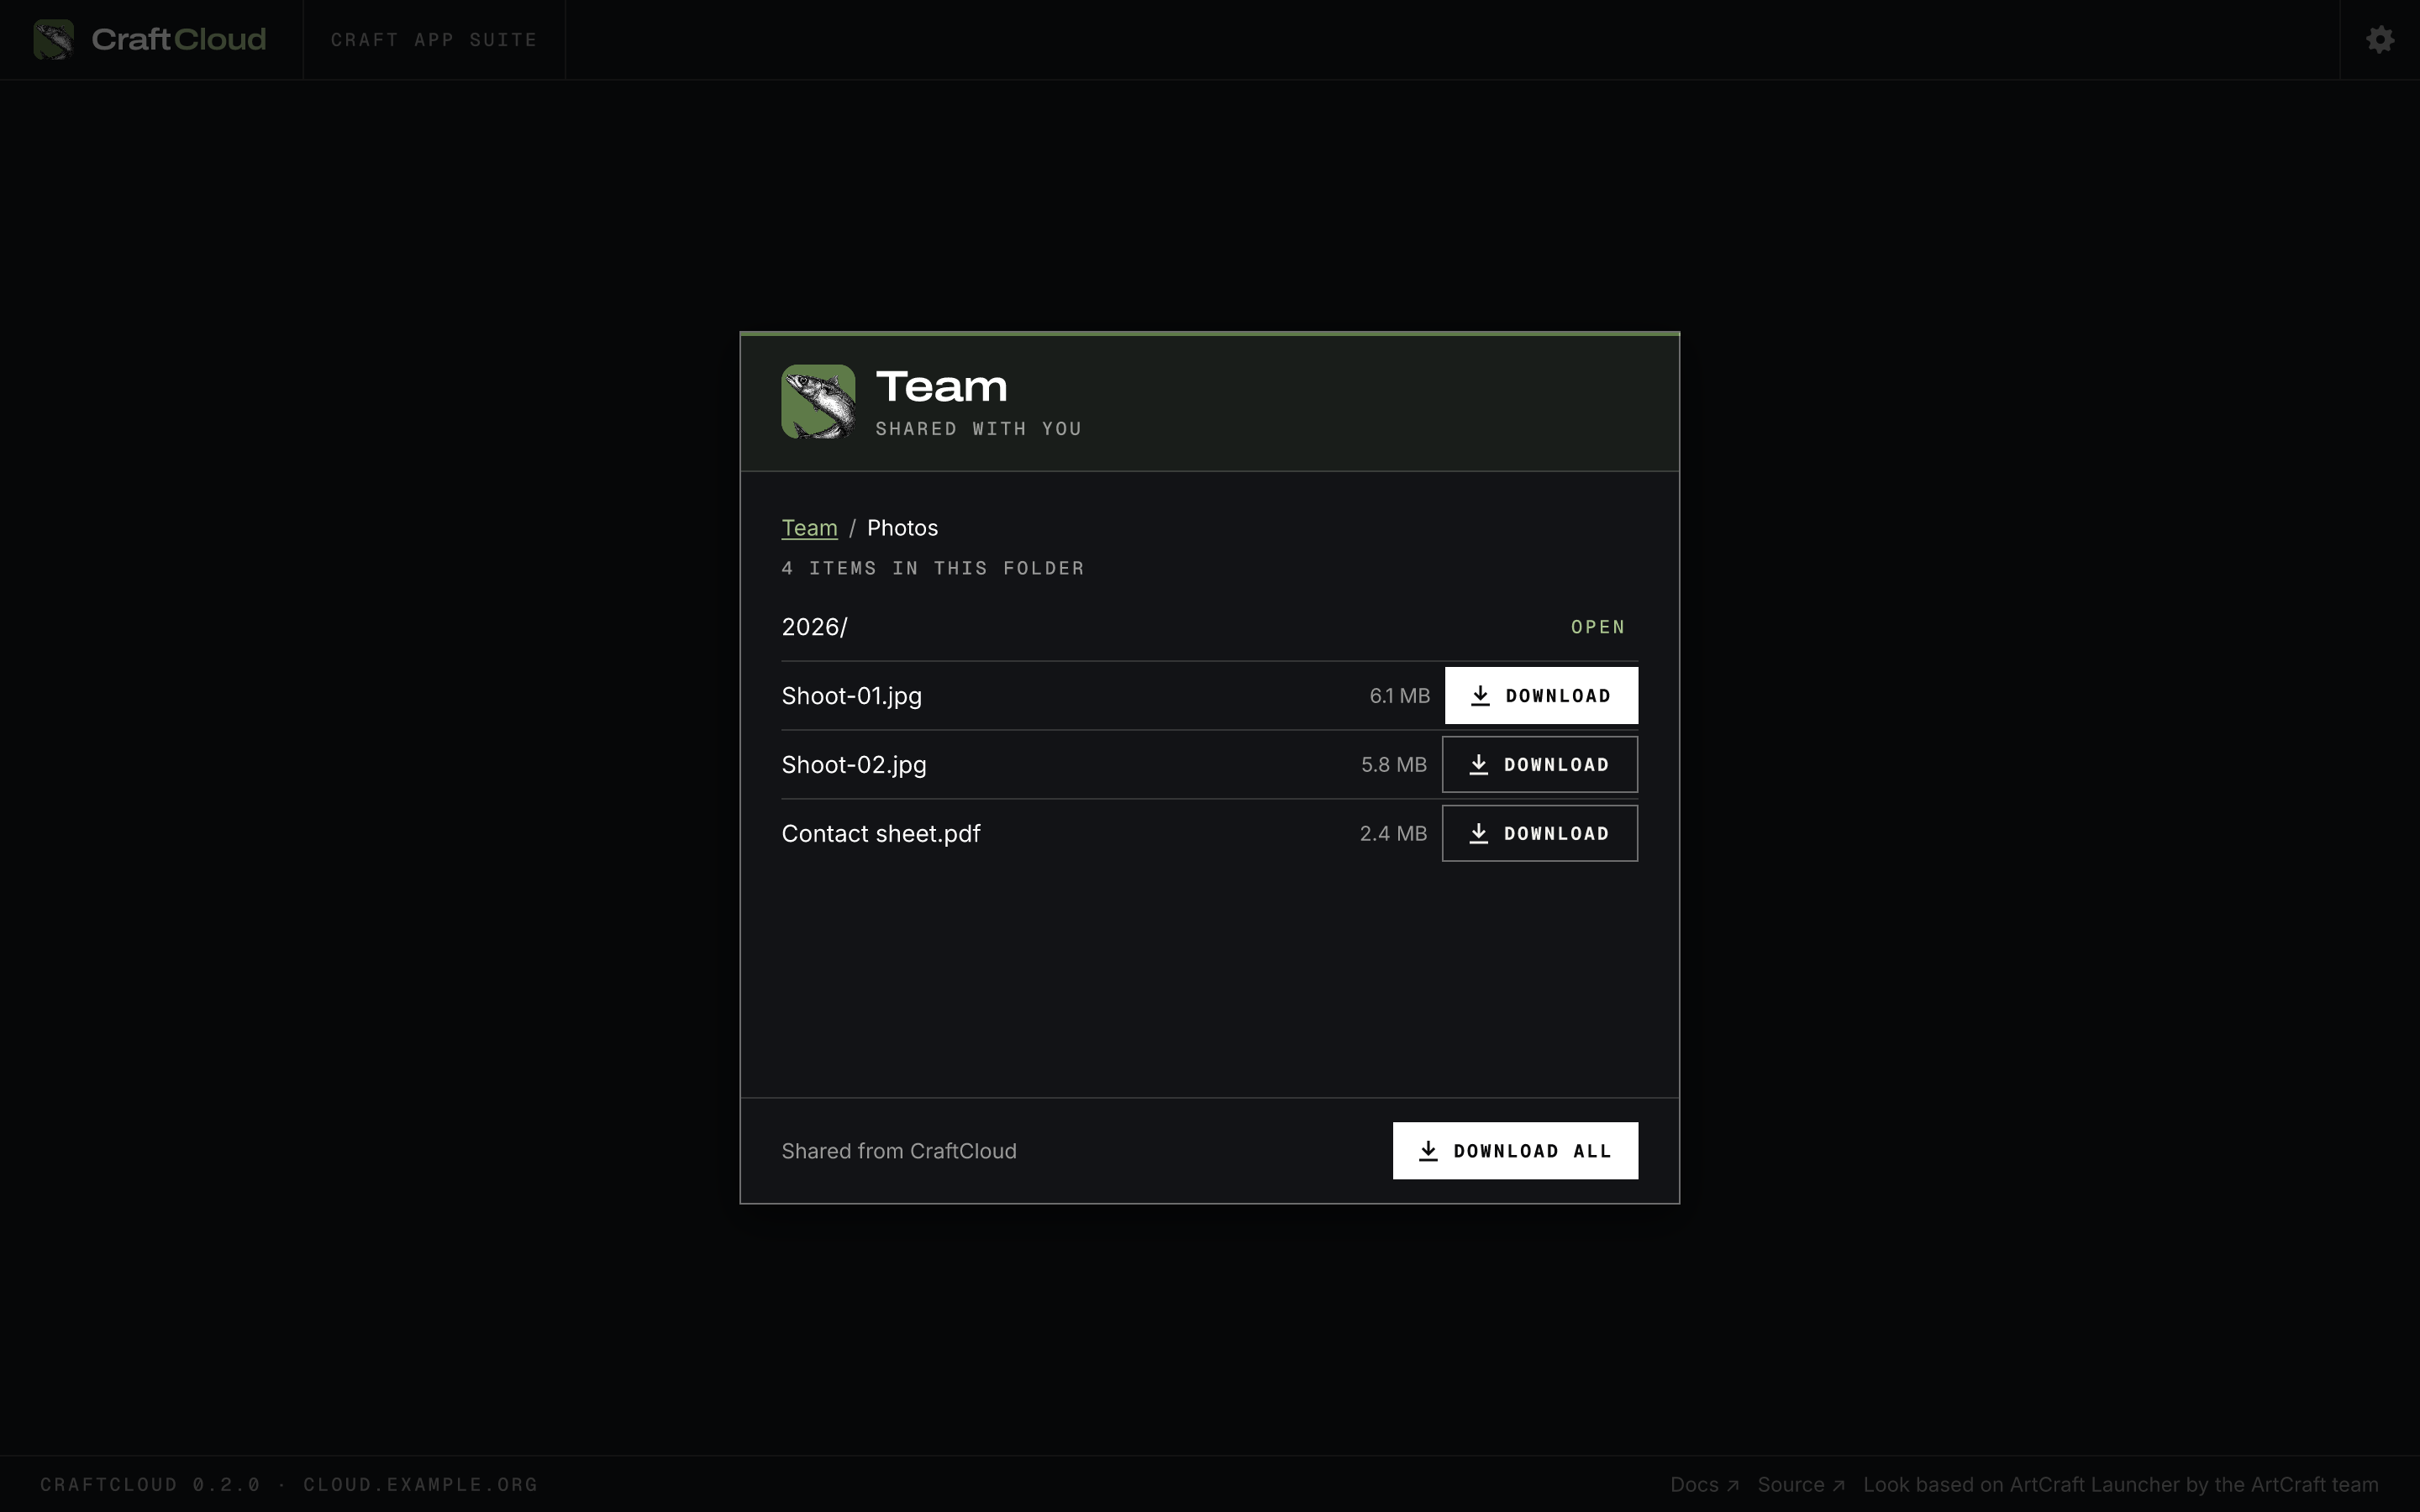 CraftCloud
CRAFT APP SUITE
Team
SHARED WITH YOU
Team / Photos
4 ITEMS IN THIS FOLDER
2026/ OPEN
Shoot-01.jpg 6.1 MB DOWNLOAD
Shoot-02.jpg 5.8 MB DOWNLOAD
Contact sheet.pdf 2.4 MB DOWNLOAD
Shared from CraftCloud DOWNLOAD ALL
CRAFTCLOUD 0.2.0 · CLOUD.EXAMPLE.ORG
Docs ↗ Source ↗ Look based on ArtCraft Launcher by the ArtCraft team